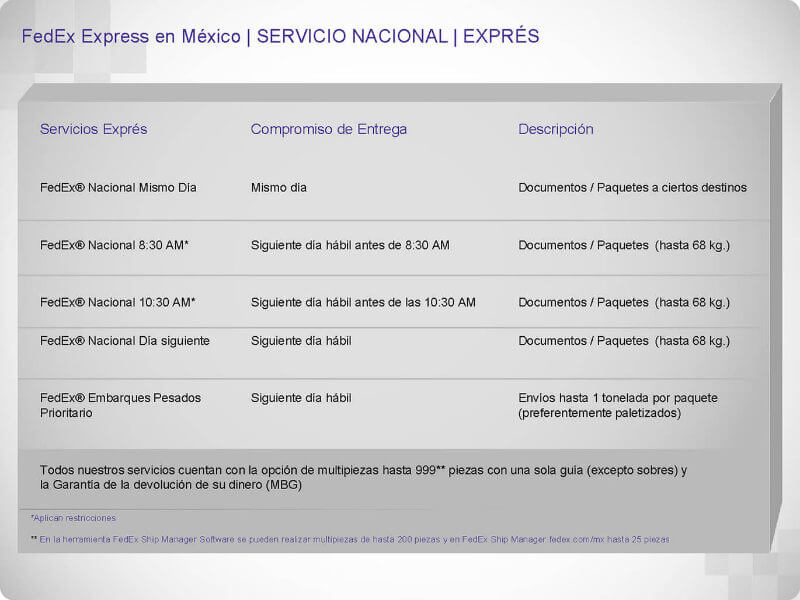 FedEx Express en México | SERVICIO NACIONAL | EXPRÉS
Servicios Exprés Compromiso de Entrega Descripción
FedEx® Nacional Mismo Día Mismo día Documentos / Paquetes a ciertos destinos
FedEx® Nacional 8:30 AM* Siguiente día hábil antes de 8:30 AM Documentos / Paquetes (hasta 68 kg.)
FedEx® Nacional 10:30 AM* Siguiente día hábil antes de las 10:30 AM Documentos / Paquetes (hasta 68 kg.)
FedEx® Nacional Día siguiente Siguiente día hábil Documentos / Paquetes (hasta 68 kg.)
FedEx® Embarques Pesados Siguiente día hábil Envíos hasta 1 tonelada por paquete
Prioritario (preferentemente paletizados)
Todos nuestros servicios cuentan con la opción de multipiezas hasta 999** piezas con una sola guía (excepto sobres) y
la Garantía de la devolución de su dinero (MBG)
*Aplican restricciones
** En la herramienta FedEx Ship Manager Software se pueden realizar multipiezas de hasta 200 piezas y en FedEx Ship Manager fedex.com/mx hasta 25 piezas